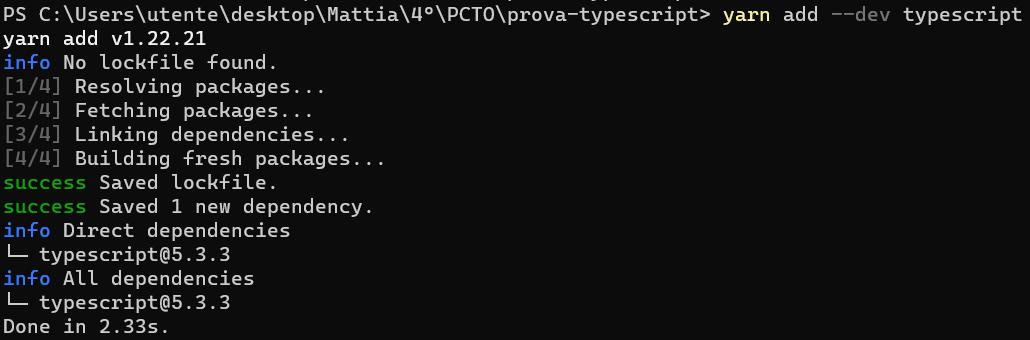 PS C:\Users\utente\desktop\Mattia\4°\PCTO\prova-typescript> yarn add --dev typescript
yarn add v1.22.21
info No lockfile found.
[1/4] Resolving packages...
[2/4] Fetching packages...
[3/4] Linking dependencies...
[4/4] Building fresh packages...
success Saved lockfile.
success Saved 1 new dependency.
info Direct dependencies
└─ typescript@5.3.3
info All dependencies
└─ typescript@5.3.3
Done in 2.33s.